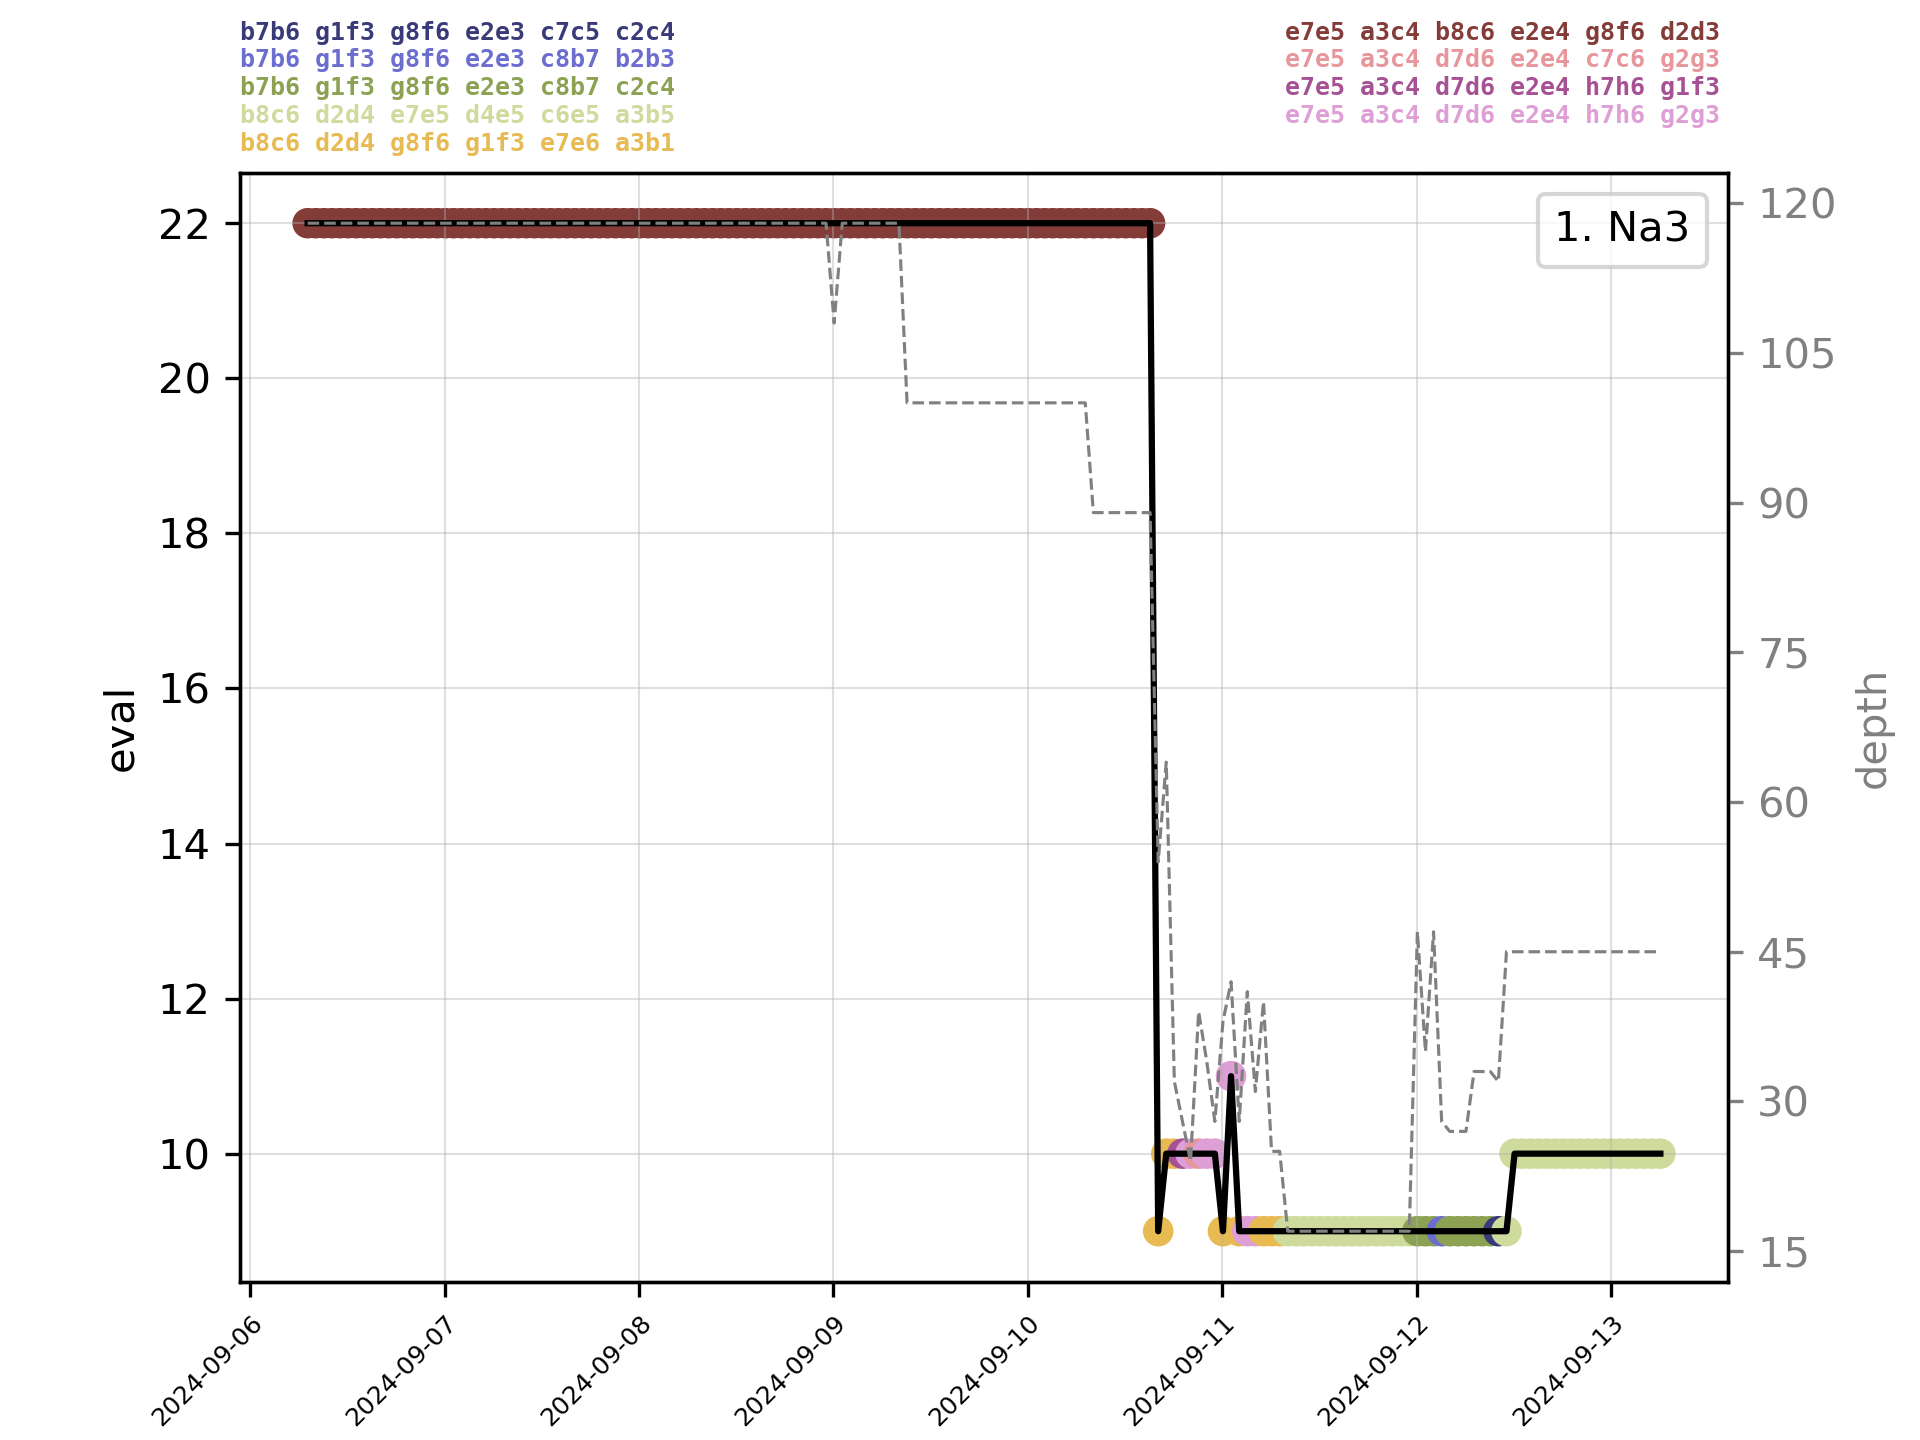 b7b6 g1f3 g8f6 e2e3 c7c5 c2c4
b7b6 g1f3 g8f6 e2e3 c8b7 b2b3
b7b6 g1f3 g8f6 e2e3 c8b7 c2c4
b8c6 d2d4 e7e5 d4e5 c6e5 a3b5
b8c6 d2d4 g8f6 g1f3 e7e6 a3b1
e7e5 a3c4 b8c6 e2e4 g8f6 d2d3
e7e5 a3c4 d7d6 e2e4 c7c6 g2g3
e7e5 a3c4 d7d6 e2e4 h7h6 g1f3
e7e5 a3c4 d7d6 e2e4 h7h6 g2g3
1. Na3
eval
22
20
18
16
14
12
10
depth
120
105
90
75
60
45
30
15
2024-09-06
2024-09-07
2024-09-08
2024-09-09
2024-09-10
2024-09-11
2024-09-12
2024-09-13